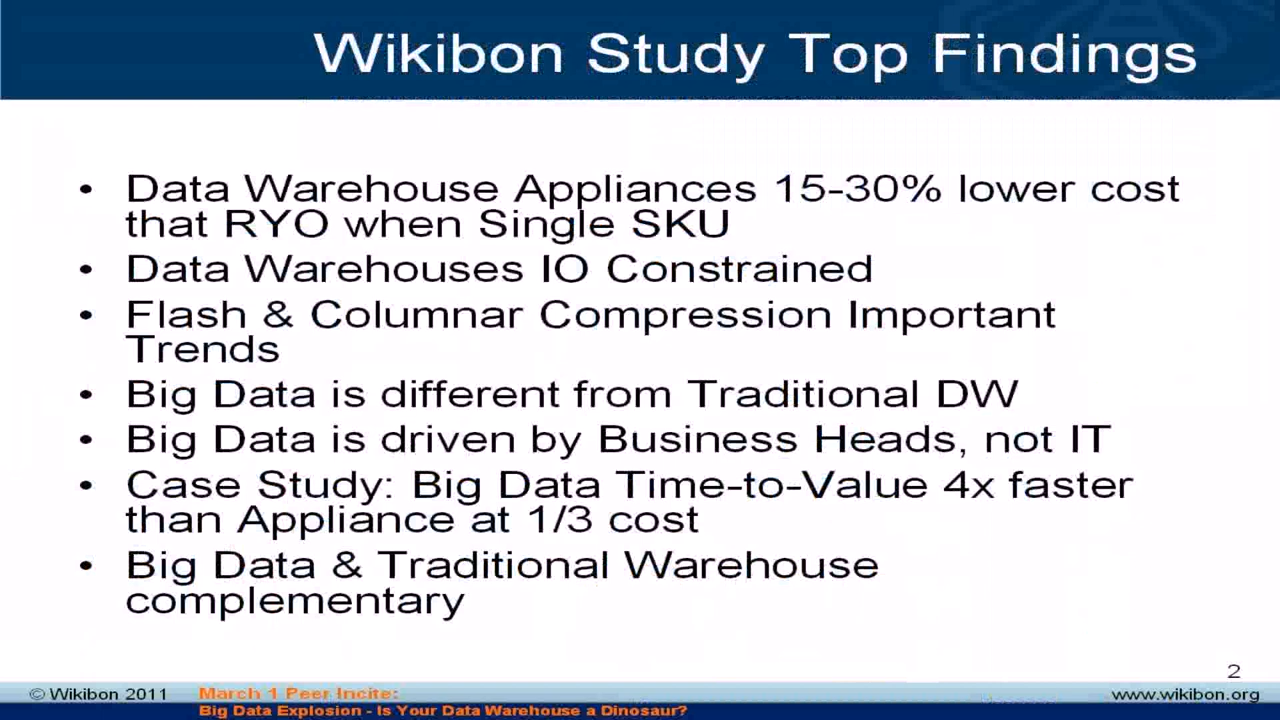 Wikibon Study Top Findings
• Data Warehouse Appliances 15-30% lower cost
that RYO when Single SKU
• Data Warehouses IO Constrained
• Flash & Columnar Compression Important
Trends
• Big Data is different from Traditional DW
• Big Data is driven by Business Heads, not IT
• Case Study: Big Data Time-to-Value 4x faster
than Appliance at 1/3 cost
• Big Data & Traditional Warehouse
complementary
2
© Wikibon 2011
March 1 Peer Incite:
Big Data Explosion - Is Your Data Warehouse a Dinosaur?
www.wikibon.org